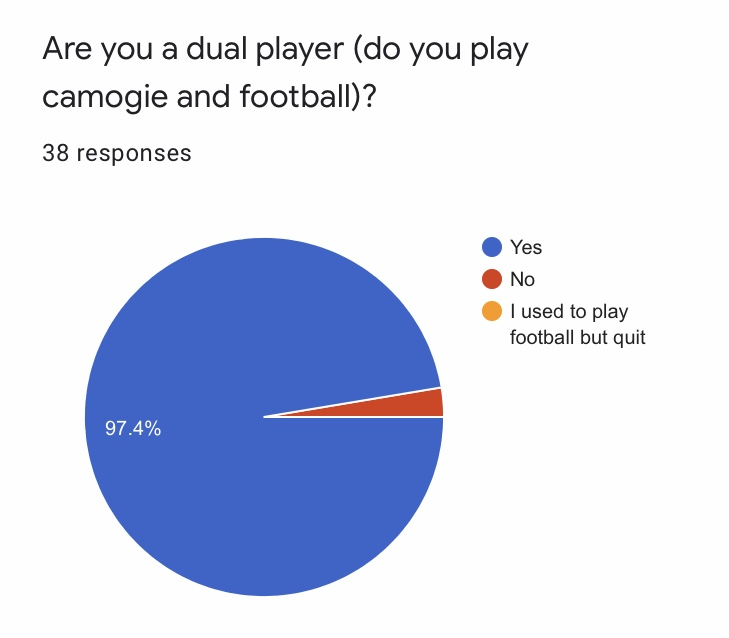 Are you a dual player (do you play
camogie and football)?
38 responses
Yes
No
I used to play
football but quit
97.4%